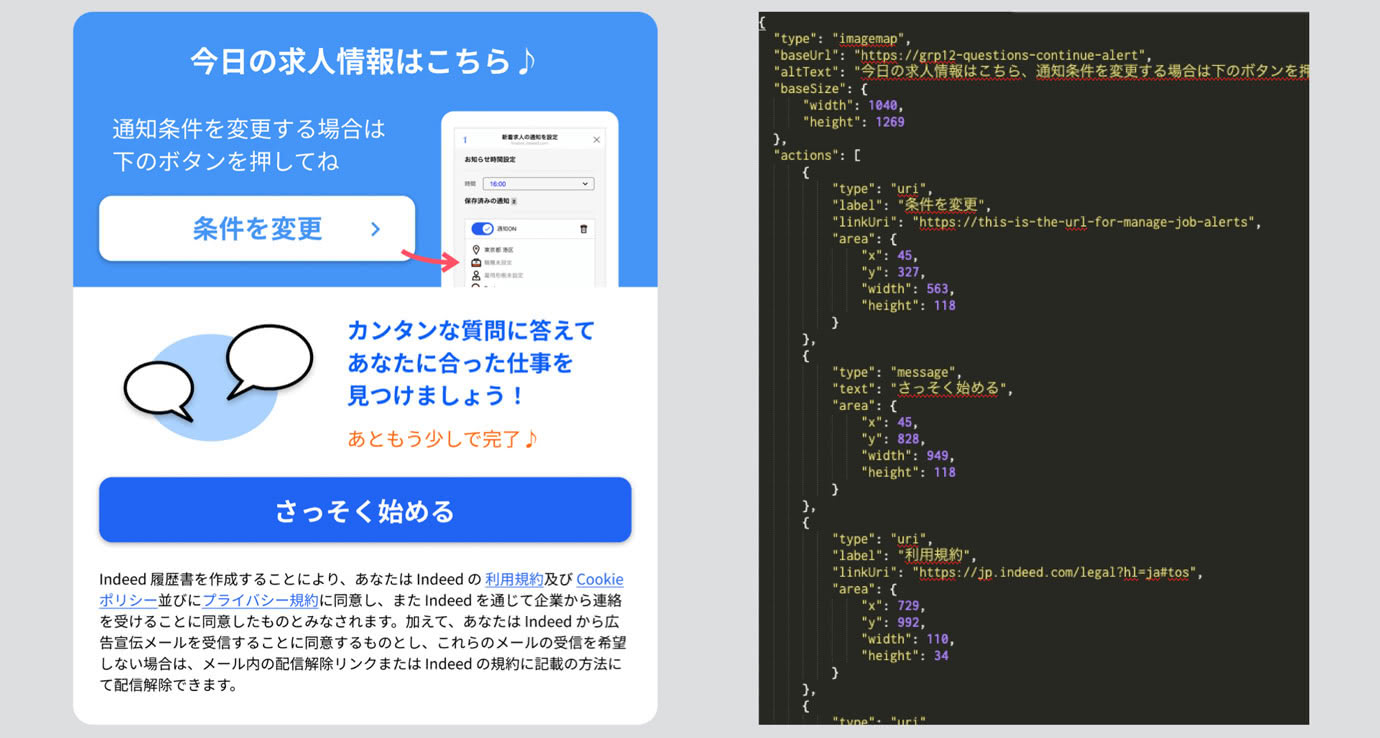 今日の求人情報はこちら♪
通知条件を変更する場合は
下のボタンを押してね
条件を変更
新着求人の通知を設定
お知らせ時間設定
時間 16:00
保存済みの通知
通知ON
東京都 港区
職種未設定
雇用形態未設定
カンタンな質問に答えて
あなたに合った仕事を
見つけましょう！
あともう少しで完了♪
さっそく始める
Indeed 履歴書を作成することにより、あなたは Indeed の 利用規約及び Cookie
ポリシー並びにプライバシー規約に同意し、また Indeed を通じて企業から連絡
を受けることに同意したものとみなされます。加えて、あなたは Indeed から広
告宣伝メールを受信することに同意するものとし、これらのメールの受信を希望
しない場合は、メール内の配信解除リンクまたは Indeed の規約に記載の方法に
て配信解除できます。
{
"type": "imagemap",
"baseUrl": "https://grp12-questions-continue-alert",
"altText": "今日の求人情報はこちら、通知条件を変更する場合は下のボタンを押
"baseSize": {
"width": 1040,
"height": 1269
},
"actions": [
{
"type": "uri",
"label": "条件を変更",
"linkUri": "https://this-is-the-url-for-manage-job-alerts",
"area": {
"x": 45,
"y": 327,
"width": 563,
"height": 118
}
},
{
"type": "message",
"text": "さっそく始める",
"area": {
"x": 45,
"y": 828,
"width": 949,
"height": 118
}
},
{
"type": "uri",
"label": "利用規約",
"linkUri": "https://jp.indeed.com/legal?hl=ja#tos",
"area": {
"x": 729,
"y": 992,
"width": 110,
"height": 34
}
},
{
"type": "uri"